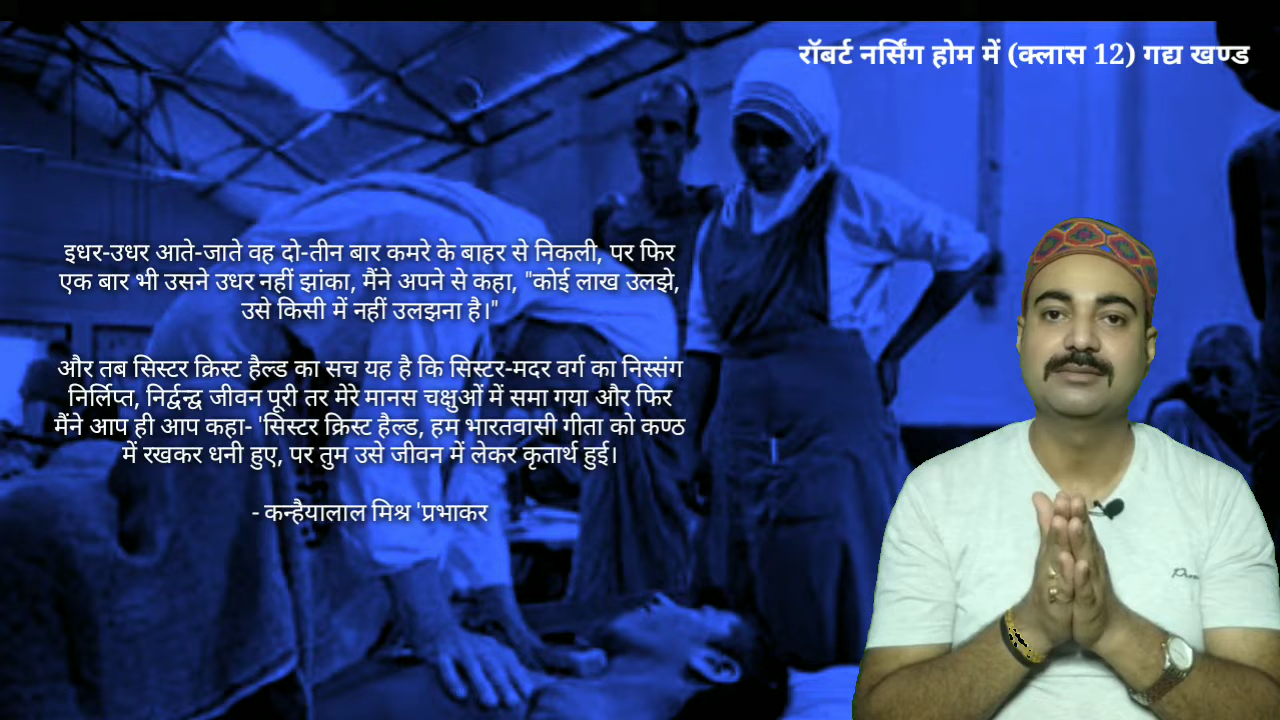 रॉबर्ट नर्सिंग होम में (क्लास 12) गद्य खण्ड
इधर-उधर आते-जाते वह दो-तीन बार कमरे के बाहर से निकली, पर फिर
एक बार भी उसने उधर नहीं झांका, मैंने अपने से कहा, "कोई लाख उलझे,
उसे किसी में नहीं उलझना है।"
और तब सिस्टर क्रिस्ट हैल्ड का सच यह है कि सिस्टर-मदर वर्ग का निस्संग
निर्लिप्त, निर्द्वन्द्व जीवन पूरी तर मेरे मानस चक्षुओं में समा गया और फिर
मैंने आप ही आप कहा- 'सिस्टर क्रिस्ट हैल्ड, हम भारतवासी गीता को कण्ठ
में रखकर धनी हुए, पर तुम उसे जीवन में लेकर कृतार्थ हुई।
- कन्हैयालाल मिश्र 'प्रभाकर